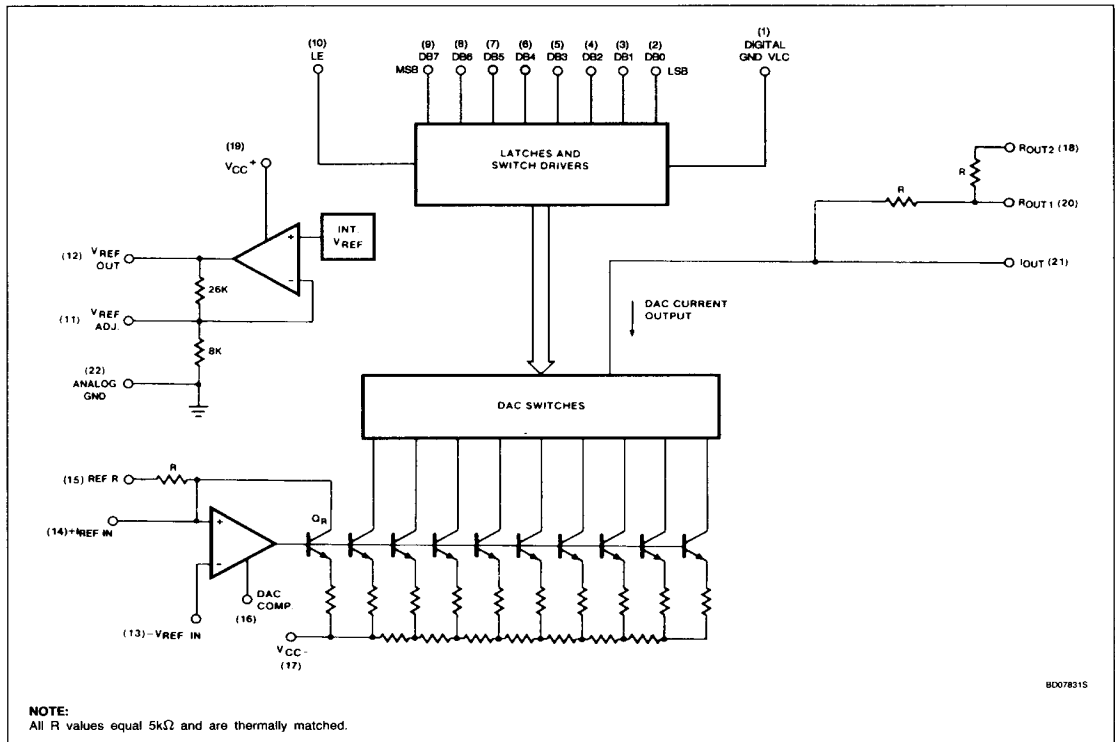 (10)
LE
(9)
DB7
(8)
DB6
(7)
DB5
(6)
DB4
(5)
DB3
(4)
DB2
(3)
DB1
(2)
DB0
(1)
DIGITAL
GND VLC
MSB
LSB
LATCHES AND
SWITCH DRIVERS
(19)
VCC+
INT.
VREF
+
−
(12) VREF
OUT
26K
(11) VREF
ADJ.
8K
(22)
ANALOG
GND
ROUT2 (18)
R
R
ROUT1 (20)
IOUT (21)
DAC CURRENT
OUTPUT
DAC SWITCHES
(15) REF R
R
(14)+IREF IN
+
−
QR
DAC
COMP.
(16)
(13)−VREF IN
VCC−
(17)
BD07831S
NOTE:
All R values equal 5kΩ and are thermally matched.